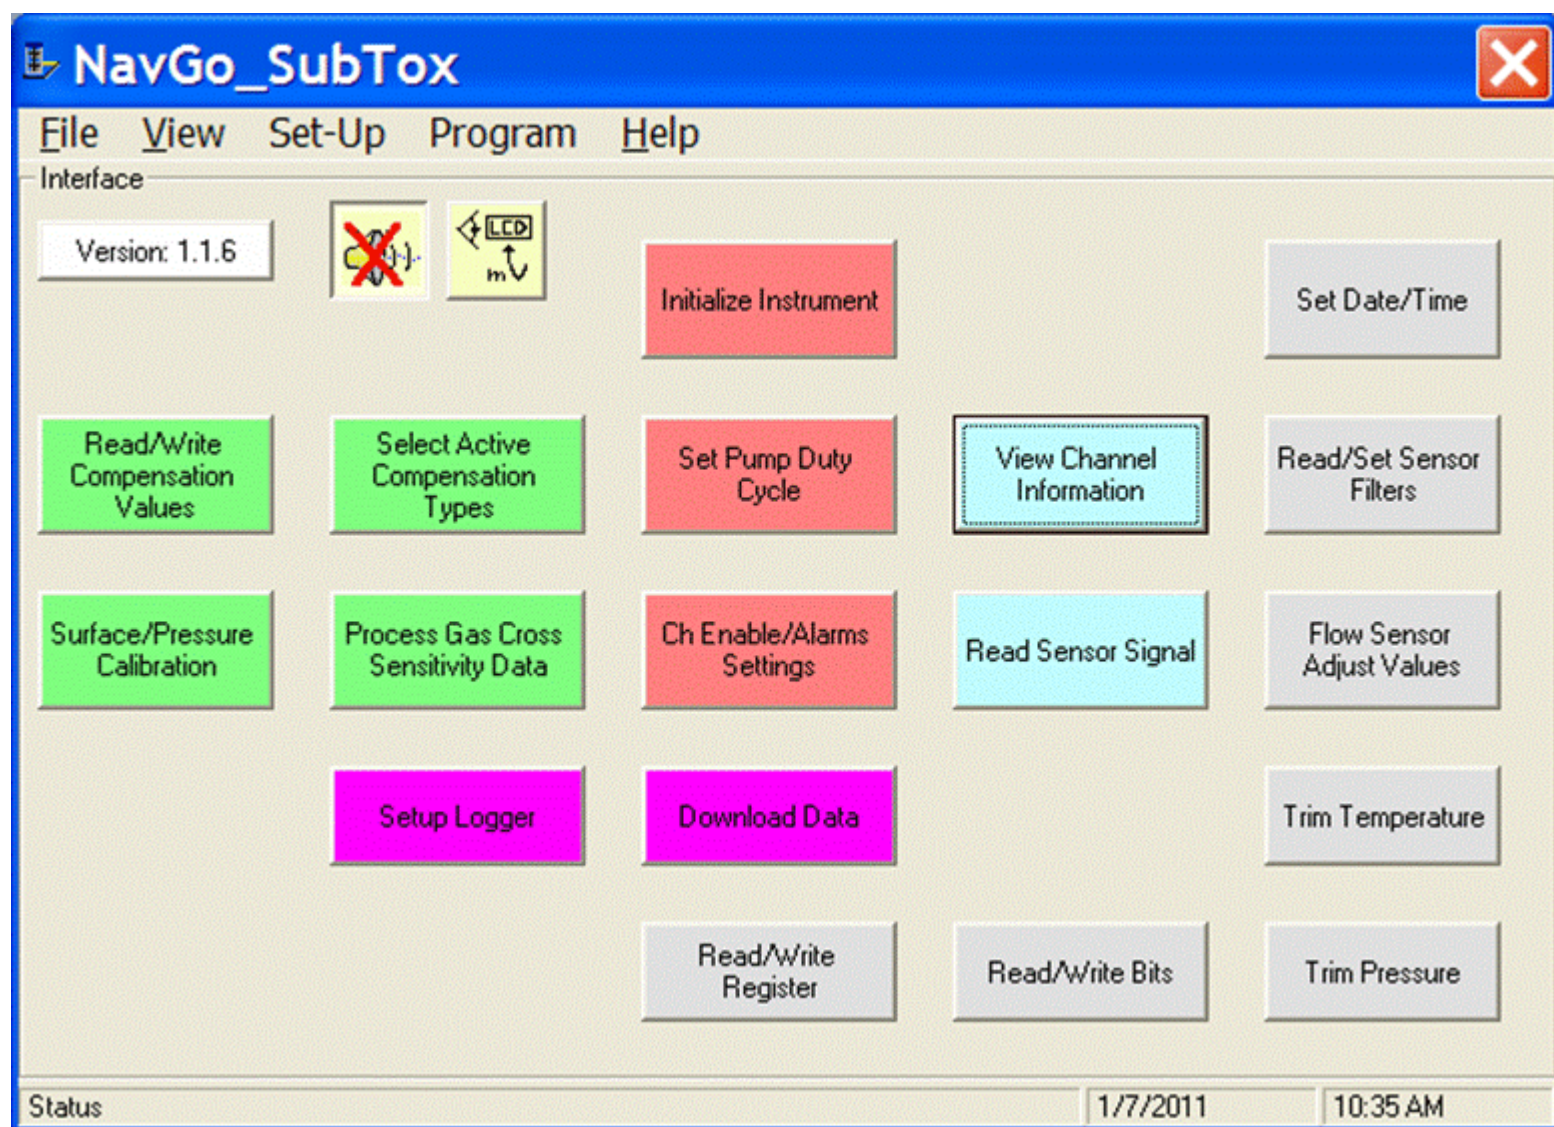 NavGo_SubTox
File View Set-Up Program Help
Interface
Version: 1.1.6
LCD
mV
Initialize Instrument
Set Date/Time
Read/Write
Compensation
Values
Select Active
Compensation
Types
Set Pump Duty
Cycle
View Channel
Information
Read/Set Sensor
Filters
Surface/Pressure
Calibration
Process Gas Cross
Sensitivity Data
Ch Enable/Alarms
Settings
Read Sensor Signal
Flow Sensor
Adjust Values
Setup Logger
Download Data
Trim Temperature
Read/Write
Register
Read/Write Bits
Trim Pressure
Status 1/7/2011 10:35 AM